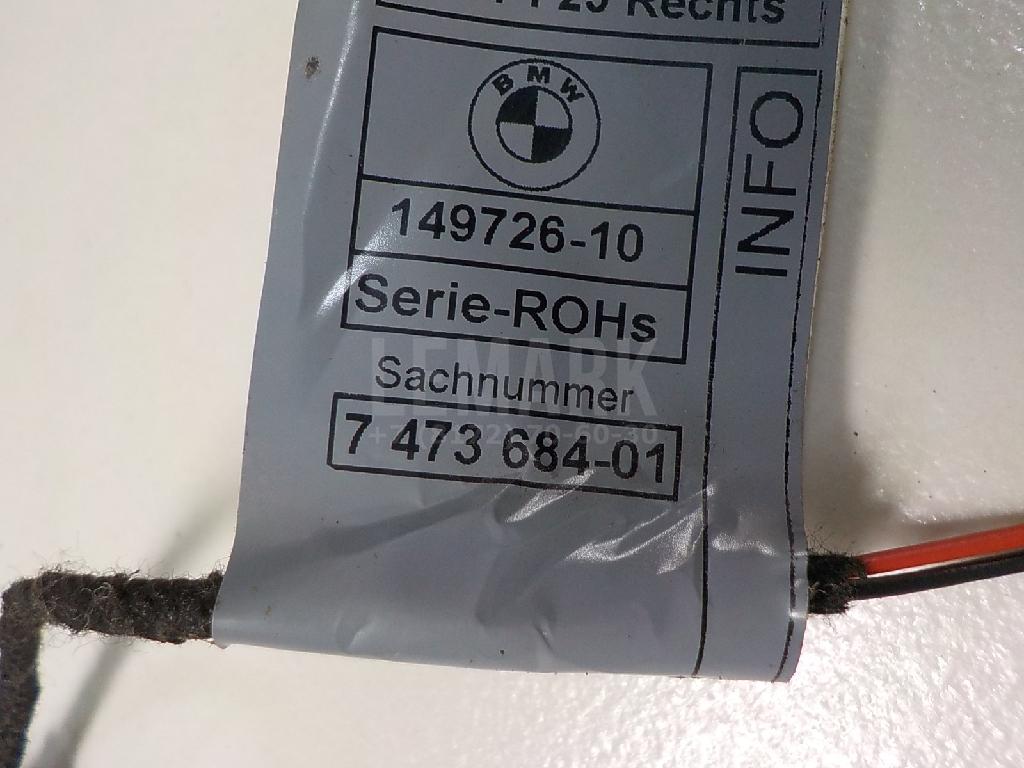 Rechts
BMW
149726-10
Serie-ROHs
Sachnummer
7 473 684-01
INFO
LEMARK